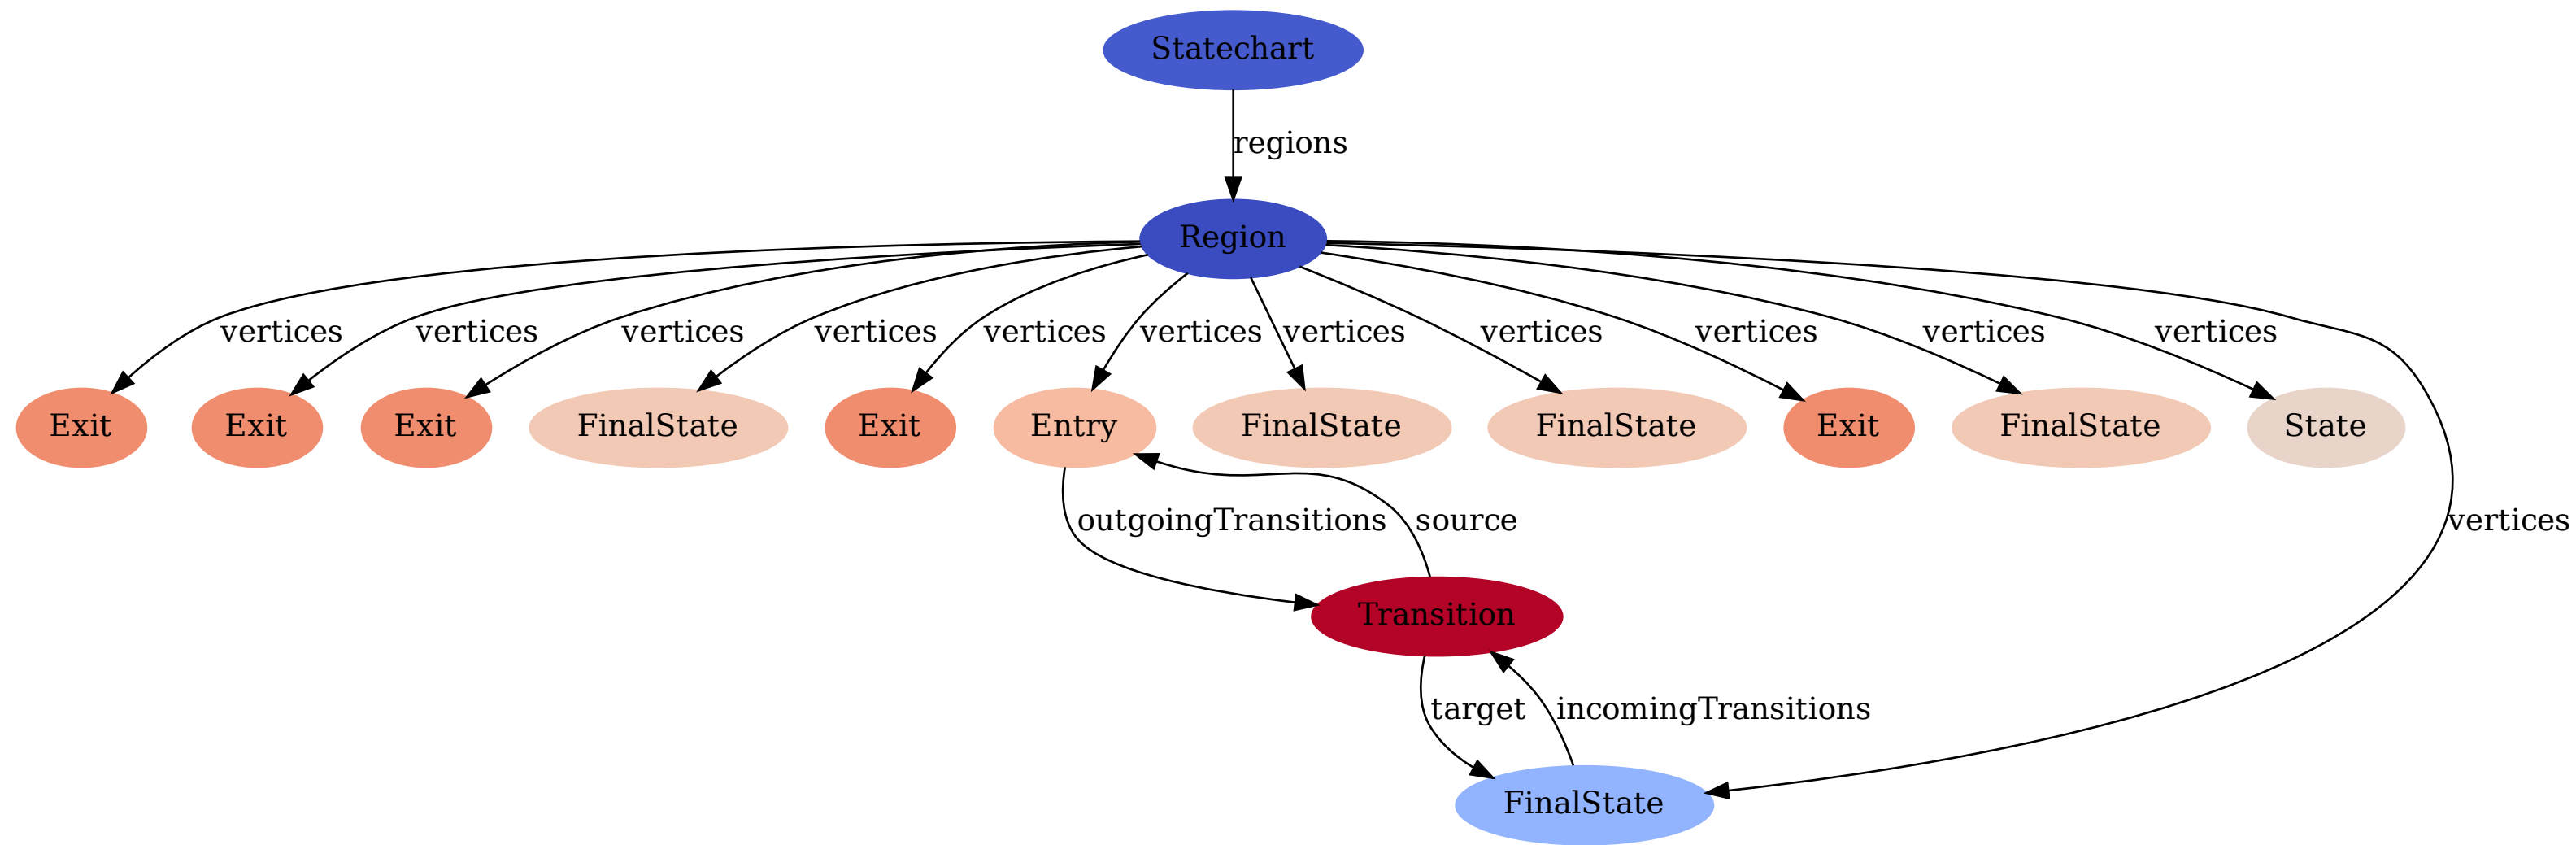 Statechart
regions
Region
vertices vertices vertices vertices vertices vertices vertices vertices vertices vertices vertices
Exit Exit Exit FinalState Exit Entry FinalState FinalState Exit FinalState State
outgoingTransitions source vertices
Transition
target incomingTransitions
FinalState